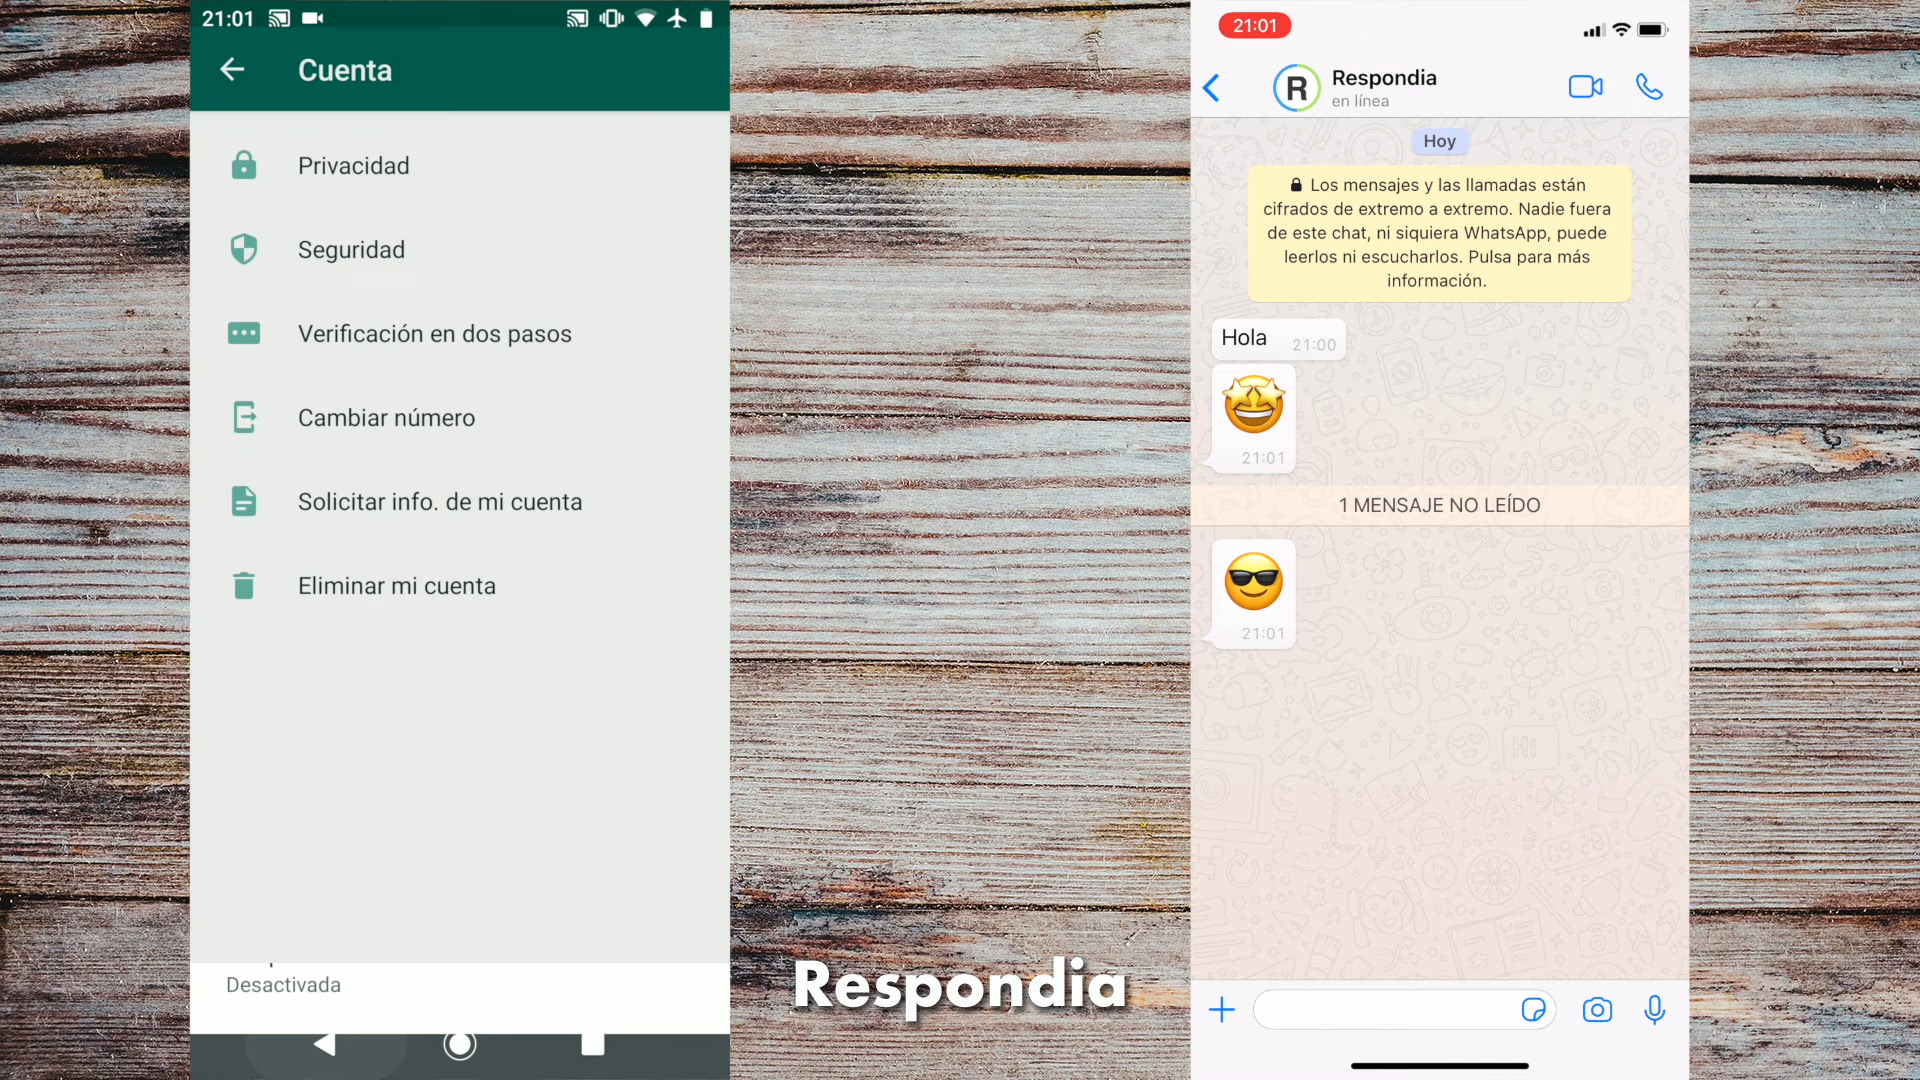 21:01
Cuenta
Privacidad
Seguridad
Verificación en dos pasos
Cambiar número
Solicitar info. de mi cuenta
Eliminar mi cuenta
Desactivada
Respondia
21:01
R
Respondia
en línea
Hoy
Los mensajes y las llamadas están
cifrados de extremo a extremo. Nadie fuera
de este chat, ni siquiera WhatsApp, puede
leerlos ni escucharlos. Pulsa para más
información.
Hola 21:00
21:01
1 MENSAJE NO LEÍDO
21:01